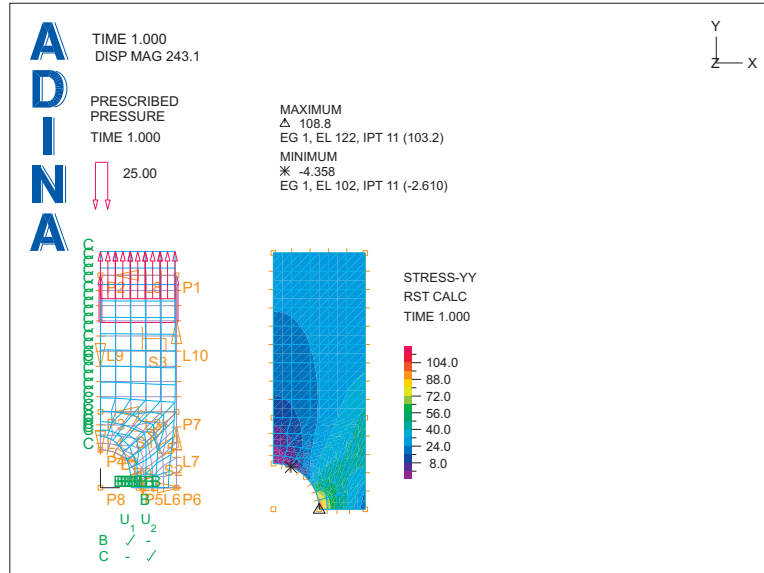 ADINA
TIME 1.000
DISP MAG 243.1
PRESCRIBED
PRESSURE
TIME 1.000
25.00
MAXIMUM
108.8
EG 1, EL 122, IPT 11 (103.2)
MINIMUM
-4.358
EG 1, EL 102, IPT 11 (-2.610)
Y
Z X
C
P2 L8 P1
L9 S3 L10
P7
L7
S2
P8 B P5 L6 P6
U1 U2
B ✓ -
C - ✓
STRESS-YY
RST CALC
TIME 1.000
104.0
88.0
72.0
56.0
40.0
24.0
8.0